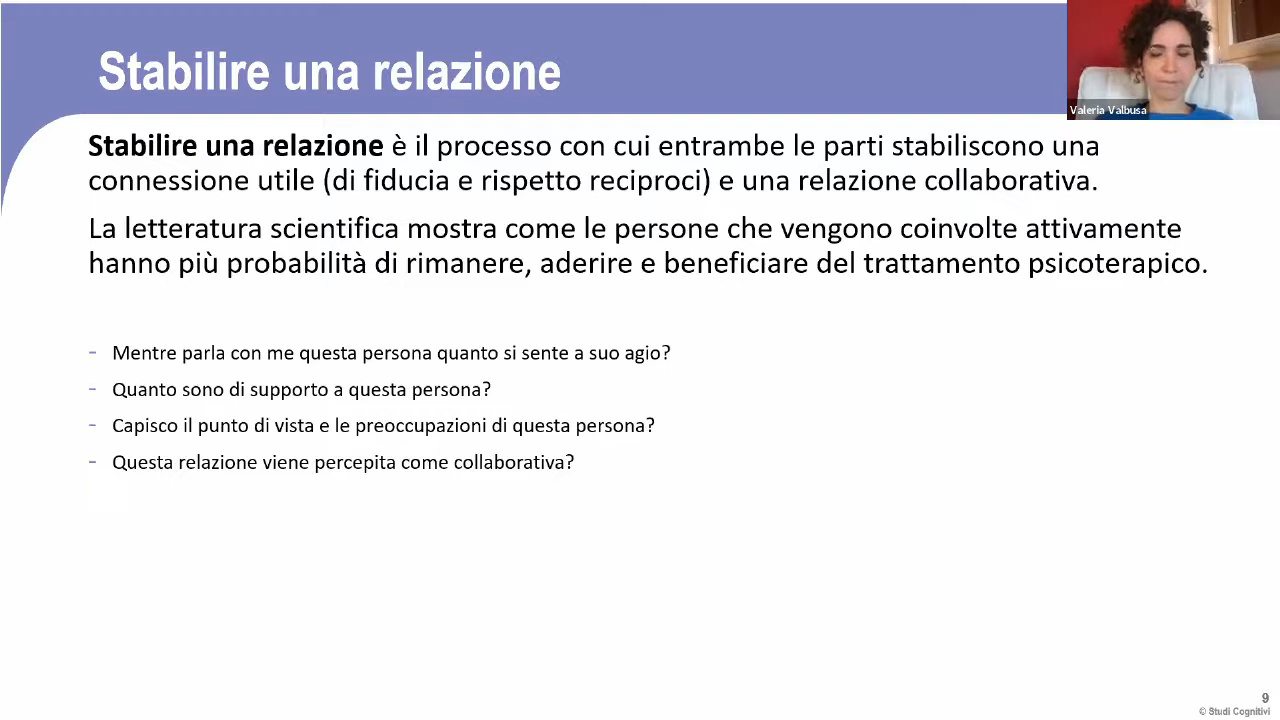 Stabilire una relazione
Valeria Valbusa
Stabilire una relazione è il processo con cui entrambe le parti stabiliscono una
connessione utile (di fiducia e rispetto reciproci) e una relazione collaborativa.
La letteratura scientifica mostra come le persone che vengono coinvolte attivamente
hanno più probabilità di rimanere, aderire e beneficiare del trattamento psicoterapico.
- Mentre parla con me questa persona quanto si sente a suo agio?
- Quanto sono di supporto a questa persona?
- Capisco il punto di vista e le preoccupazioni di questa persona?
- Questa relazione viene percepita come collaborativa?
9
© Studi Cognitivi